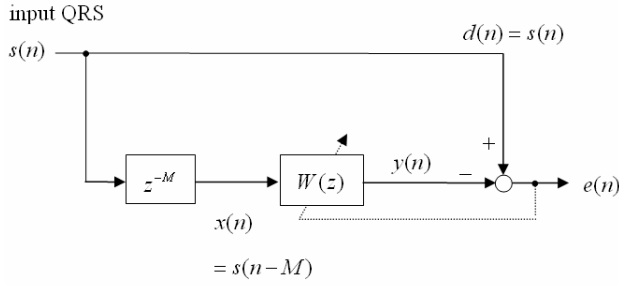 input QRS
s(n)
d(n) = s(n)
+
z^{-M}
W(z)
y(n)
−
e(n)
x(n)
= s(n−M)